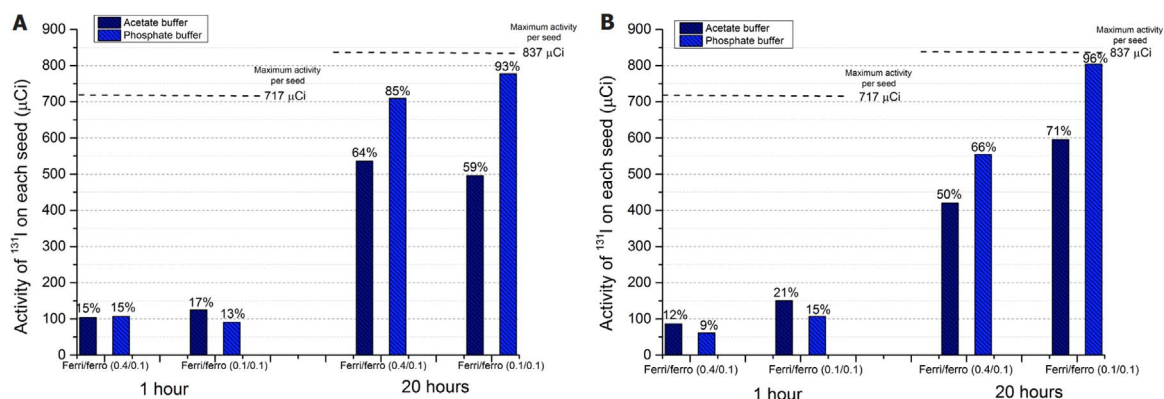 A
Acetate buffer
Phosphate buffer
Activity of ¹³¹I on each seed (μCi)
900
800
700
600
500
400
300
200
100
0
Maximum activity
per seed
717 μCi
Maximum activity
per seed
837 μCi
15%
15%
17%
13%
64%
85%
59%
93%
Ferri/ferro (0.4/0.1)
Ferri/ferro (0.1/0.1)
Ferri/ferro (0.4/0.1)
Ferri/ferro (0.1/0.1)
1 hour
20 hours
B
Acetate buffer
Phosphate buffer
Activity of ¹³¹I on each seed (μCi)
900
800
700
600
500
400
300
200
100
0
Maximum activity
per seed
717 μCi
Maximum activity
per seed
837 μCi
12%
9%
21%
15%
50%
66%
71%
96%
Ferri/ferro (0.4/0.1)
Ferri/ferro (0.1/0.1)
Ferri/ferro (0.4/0.1)
Ferri/ferro (0.1/0.1)
1 hour
20 hours